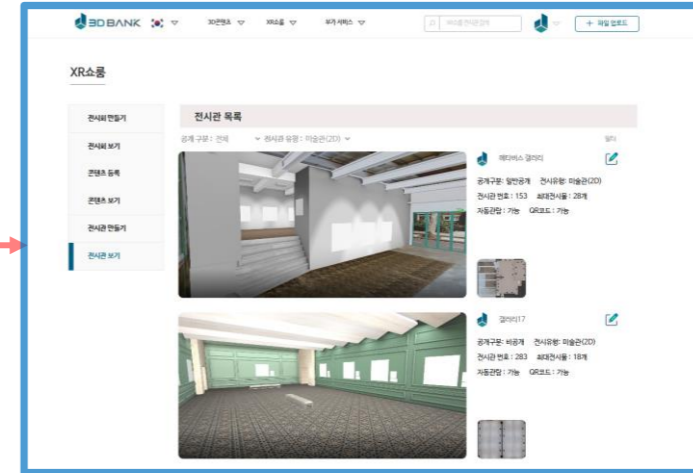 3D BANK
3D콘텐츠
XR쇼룸
부가 서비스
+ 파일 업로드
XR쇼룸
전시회 만들기
전시회 보기
콘텐츠 등록
콘텐츠 보기
전시관 만들기
전시관 보기
전시관 목록
공개 구분 : 전체
전시관 유형 : 미술관(2D)
메타버스 갤러리
공개구분: 일반공개 전시유형: 미술관(2D)
전시관 번호 : 153 최대전시물 : 28개
자동관람 : 가능 QR코드 : 가능
갤러리17
공개구분: 비공개 전시유형: 미술관(2D)
전시관 번호 : 283 최대전시물 : 18개
자동관람 : 가능 QR코드 : 가능